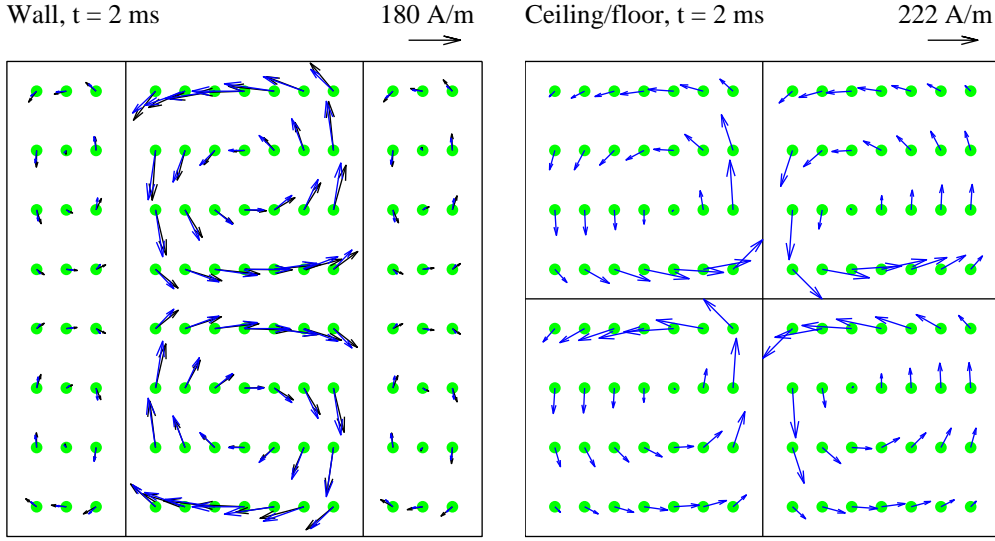 Wall, t = 2 ms 180 A/m
Ceiling/floor, t = 2 ms 222 A/m